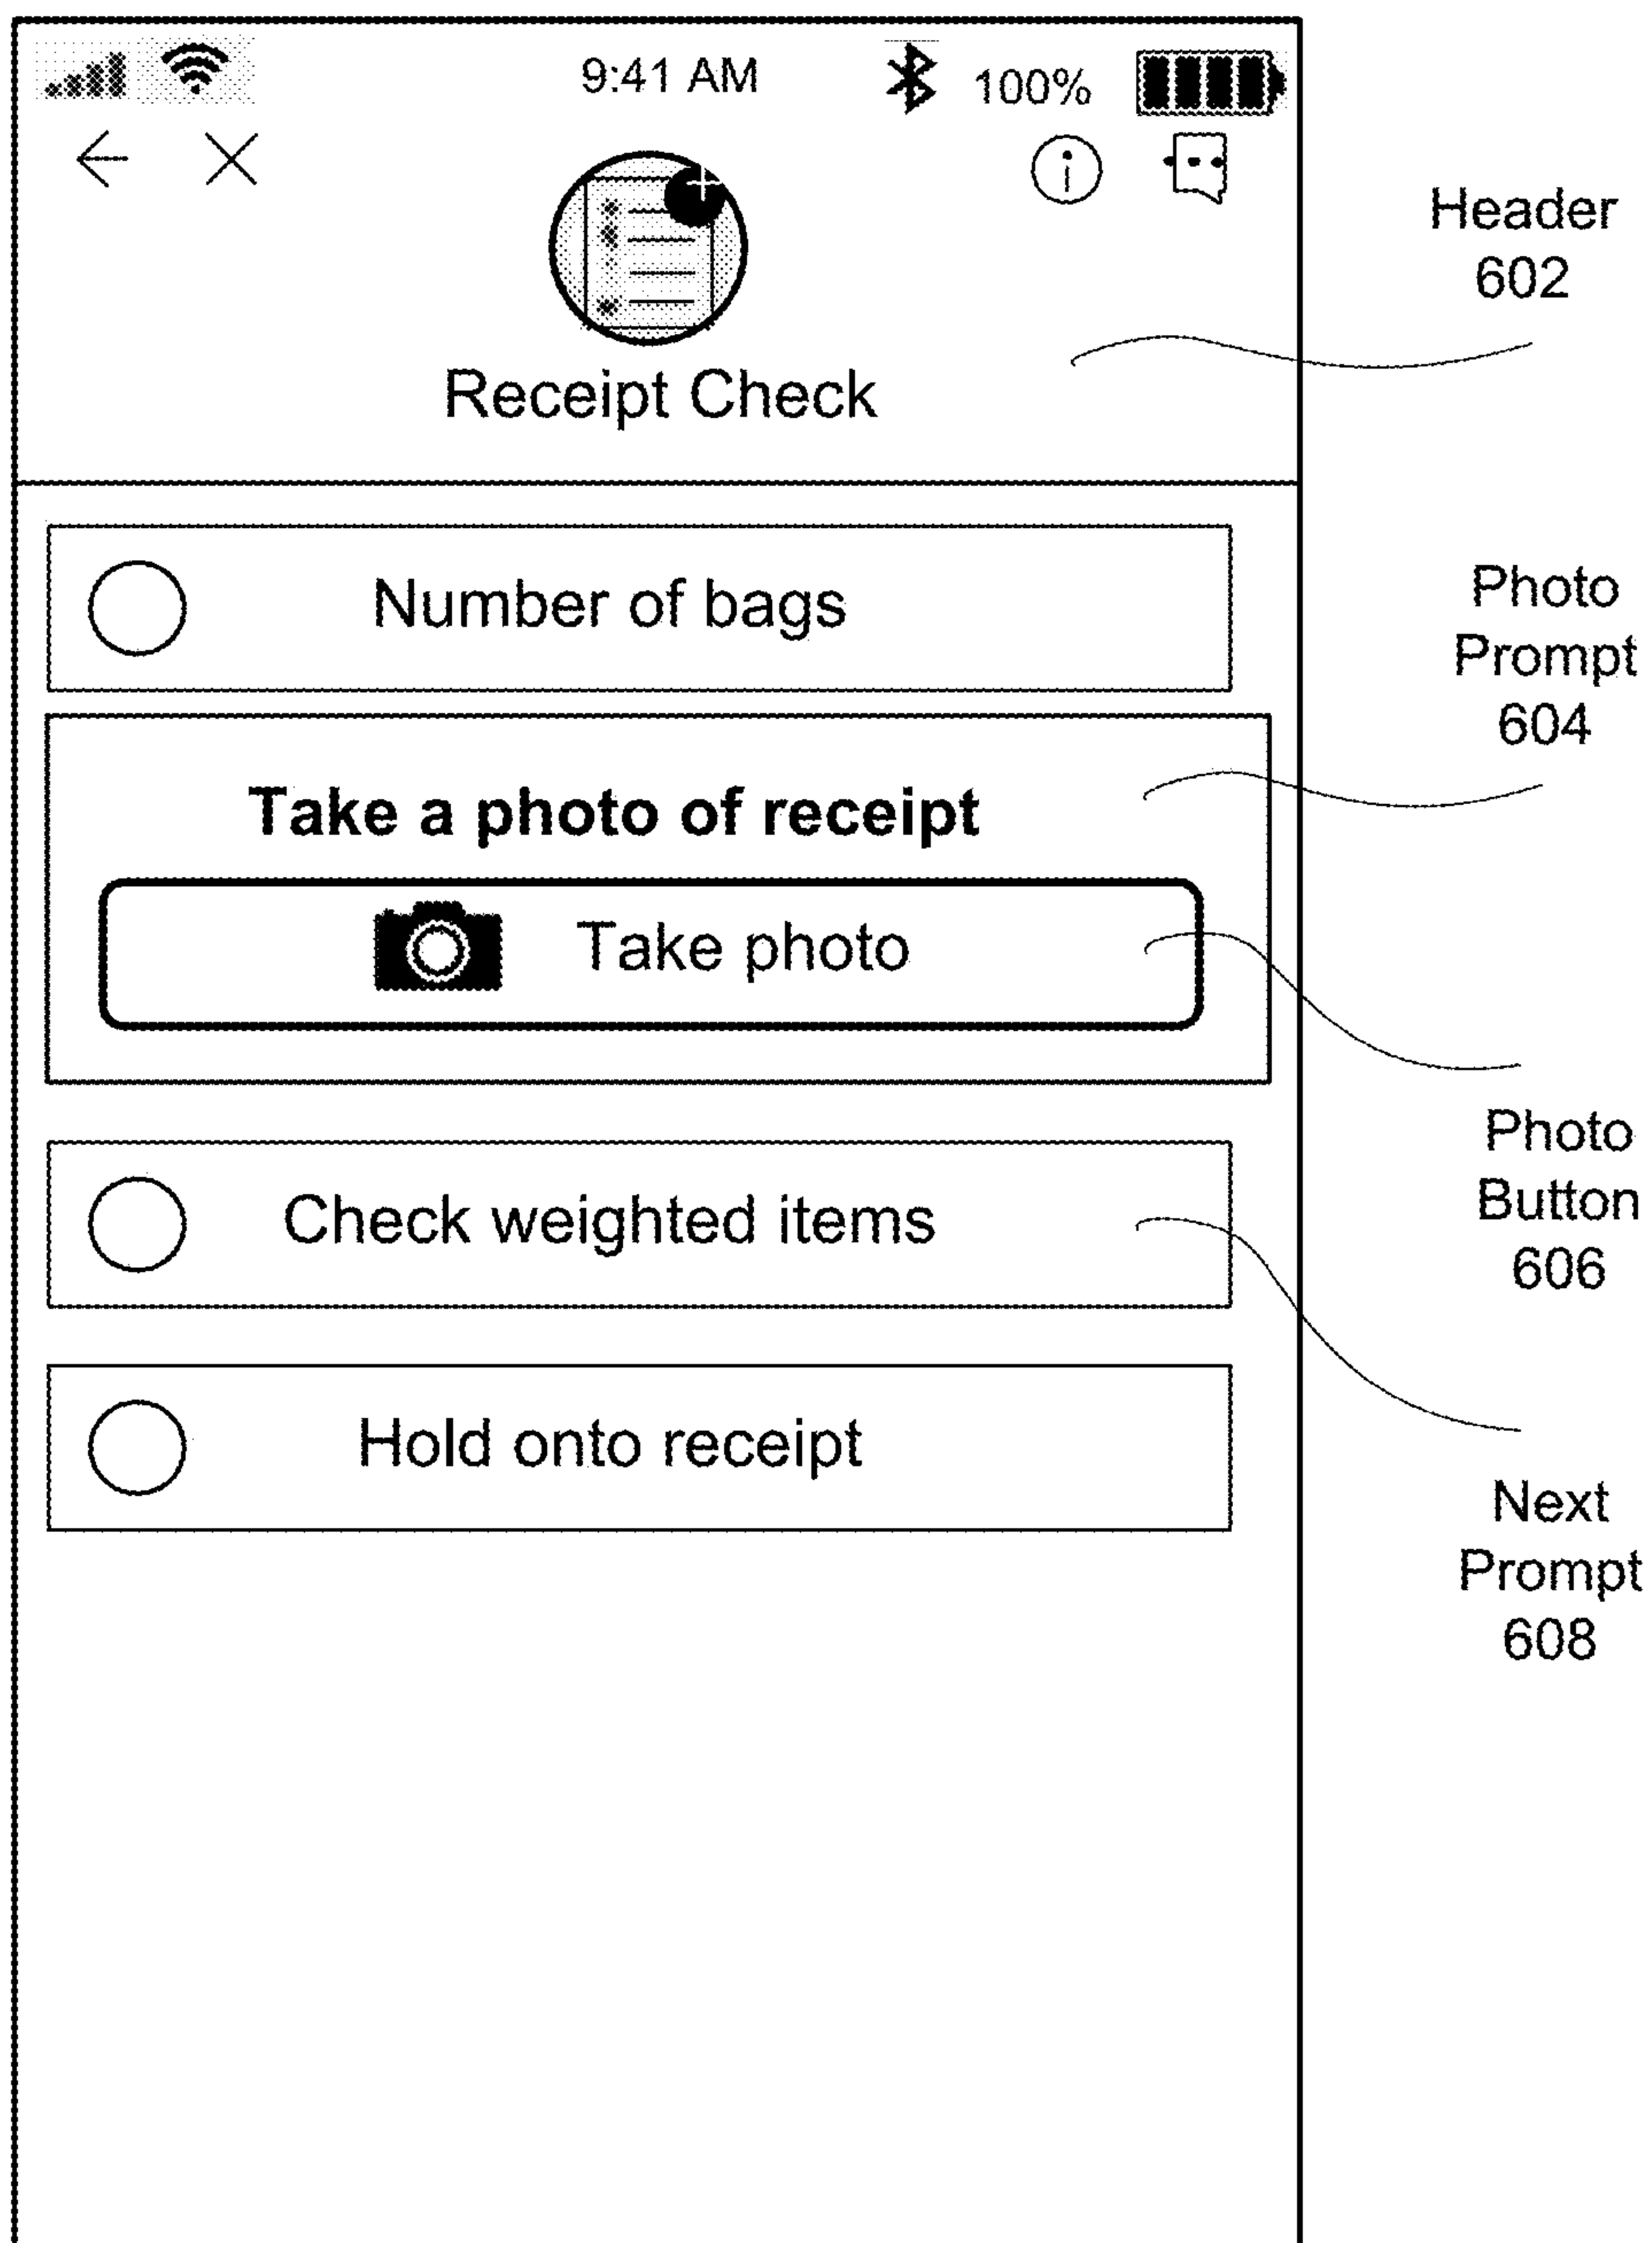 9:41 AM
100%
Receipt Check
Header
602
Number of bags
Photo
Prompt
604
Take a photo of receipt
Take photo
Photo
Button
606
Check weighted items
Hold onto receipt
Next
Prompt
608